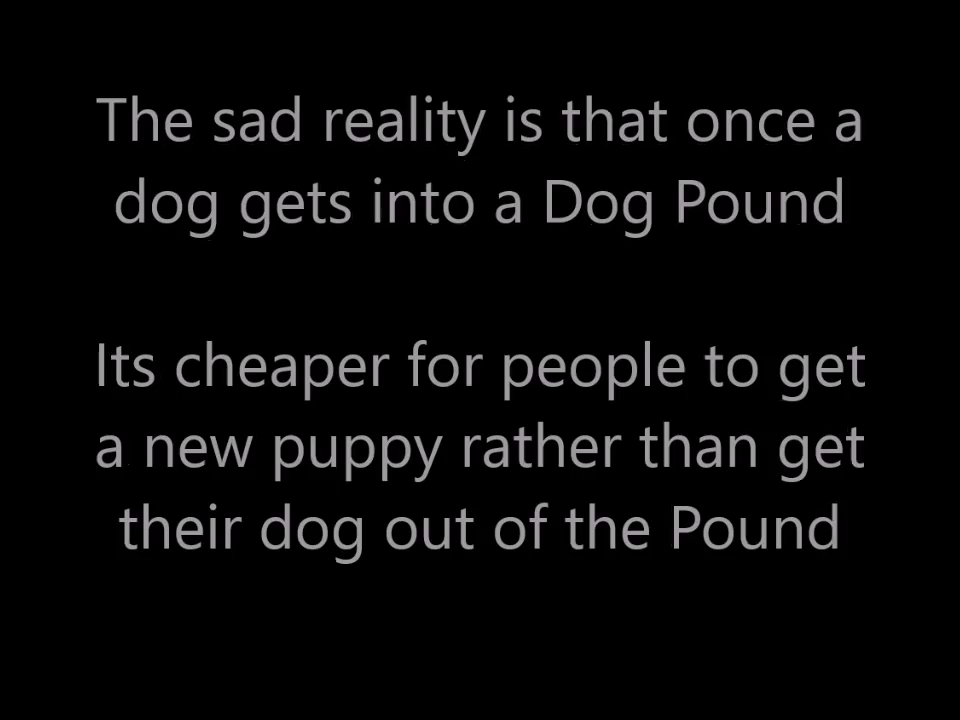 The sad reality is that once a
dog gets into a Dog Pound
Its cheaper for people to get
a new puppy rather than get
their dog out of the Pound